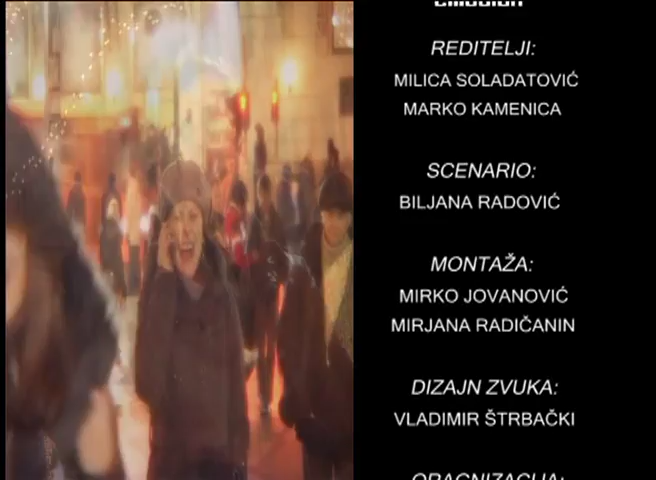 REDITELJI:
MILICA SOLADATOVIĆ
MARKO KAMENICA
SCENARIO:
BILJANA RADOVIĆ
MONTAŽA:
MIRKO JOVANOVIĆ
MIRJANA RADIČANIN
DIZAJN ZVUKA:
VLADIMIR ŠTRBAČKI